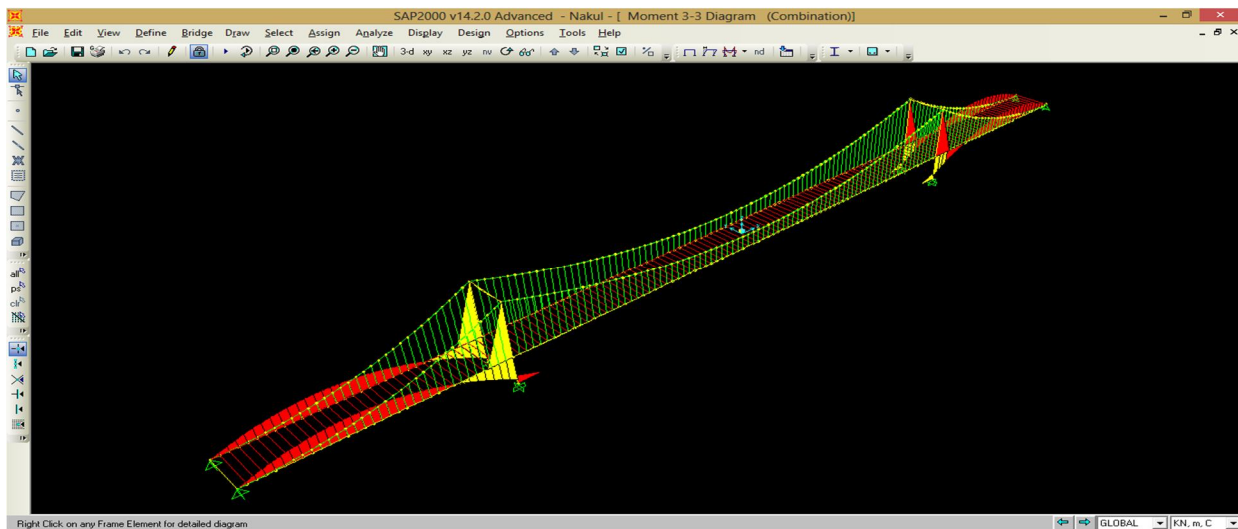 SAP2000 v14.2.0 Advanced - Nakul - [ Moment 3-3 Diagram (Combination)]
File Edit View Define Bridge Draw Select Assign Analyze Display Design Options Tools Help
3-d xy xz yz nv nd
all
ps
clr
Right Click on any Frame Element for detailed diagram GLOBAL KN, m, C